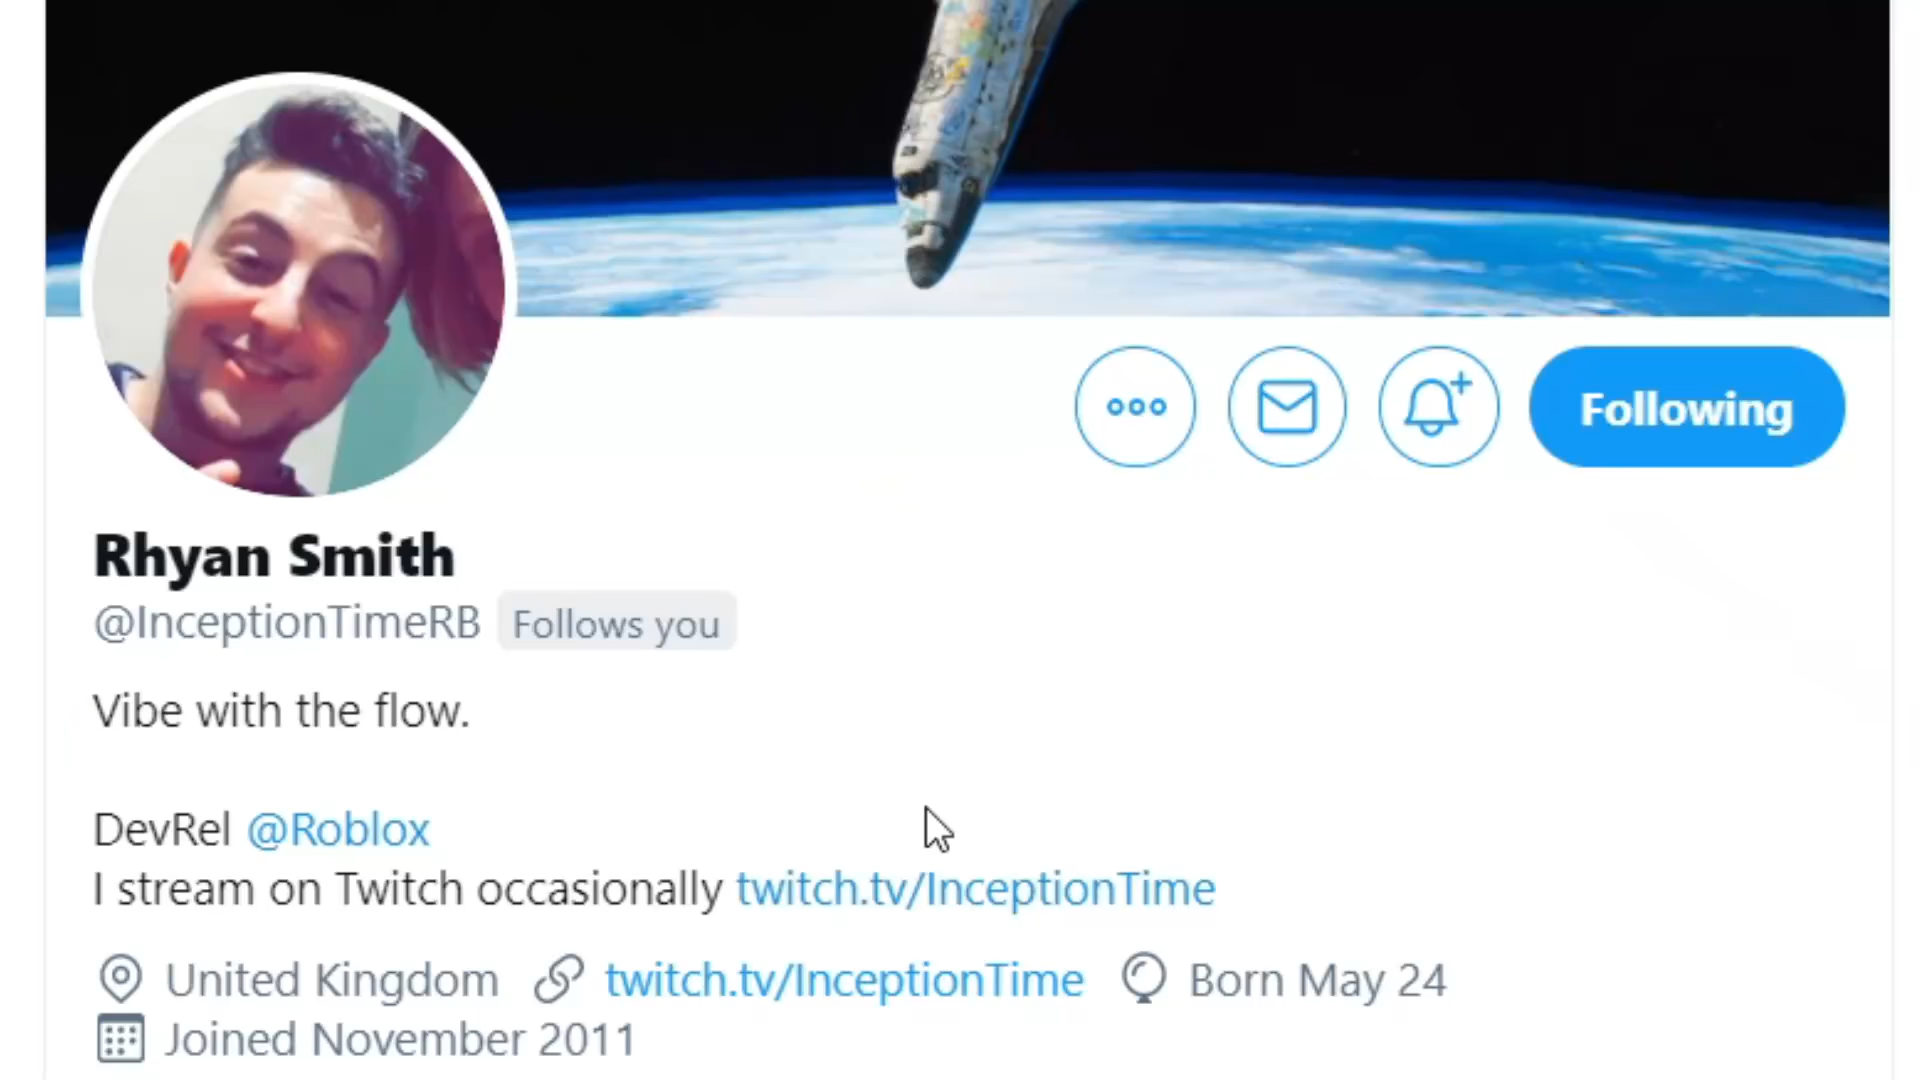 Following
Rhyan Smith
@InceptionTimeRB Follows you
Vibe with the flow.
DevRel @Roblox
I stream on Twitch occasionally twitch.tv/InceptionTime
United Kingdom twitch.tv/InceptionTime Born May 24
Joined November 2011